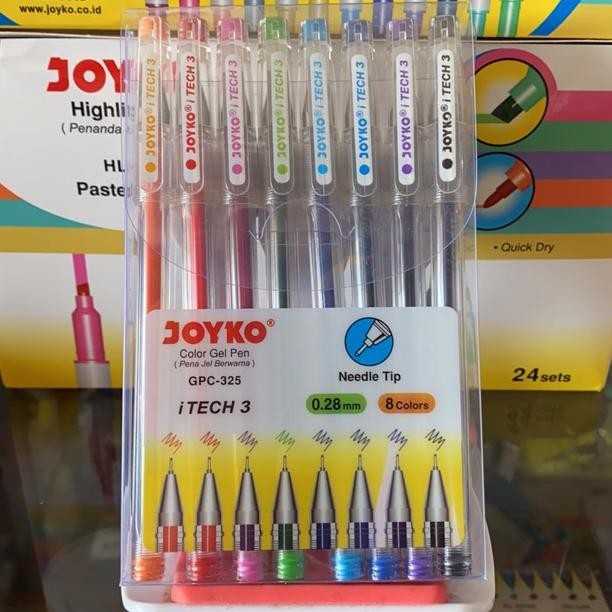 www.joyko.co.id
JOYKO
Highli
( Penanda
HL-
Paste
• Quick Dry
24 sets
JOYKO® i TECH 3
JOYKO® i TECH 3
JOYKO® i TECH 3
JOYKO® i TECH 3
JOYKO® i TECH 3
JOYKO® i TECH 3
JOYKO® i TECH 3
JOYKO® i TECH 3
JOYKO®
Color Gel Pen
( Pena Jel Berwarna )
GPC-325
i TECH 3
Needle Tip
0.28 mm
8 Colors